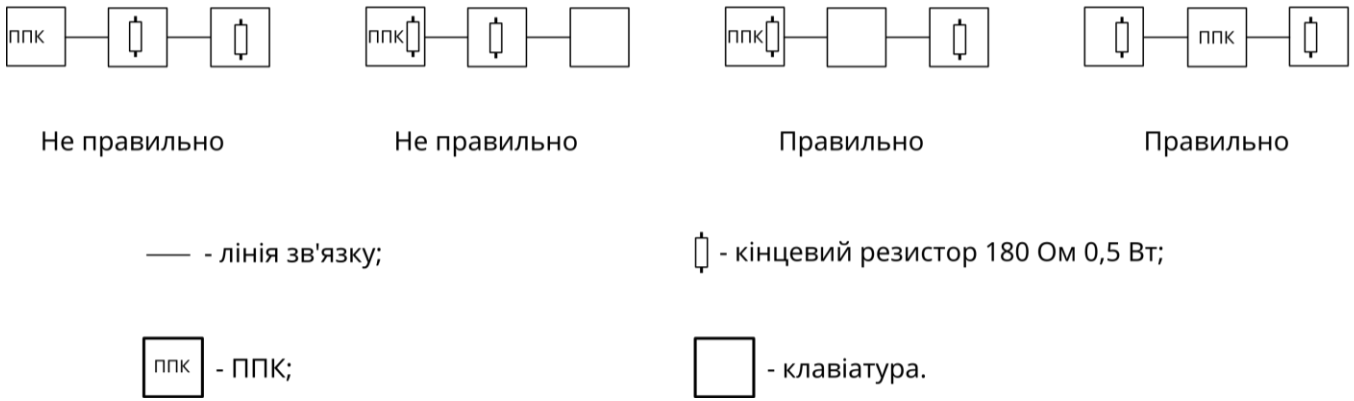 ППК
ППК
ППК
ППК
Не правильно
Не правильно
Правильно
Правильно
- лінія зв'язку;
- кінцевий резистор 180 Ом 0,5 Вт;
ППК - ППК;
- клавіатура.